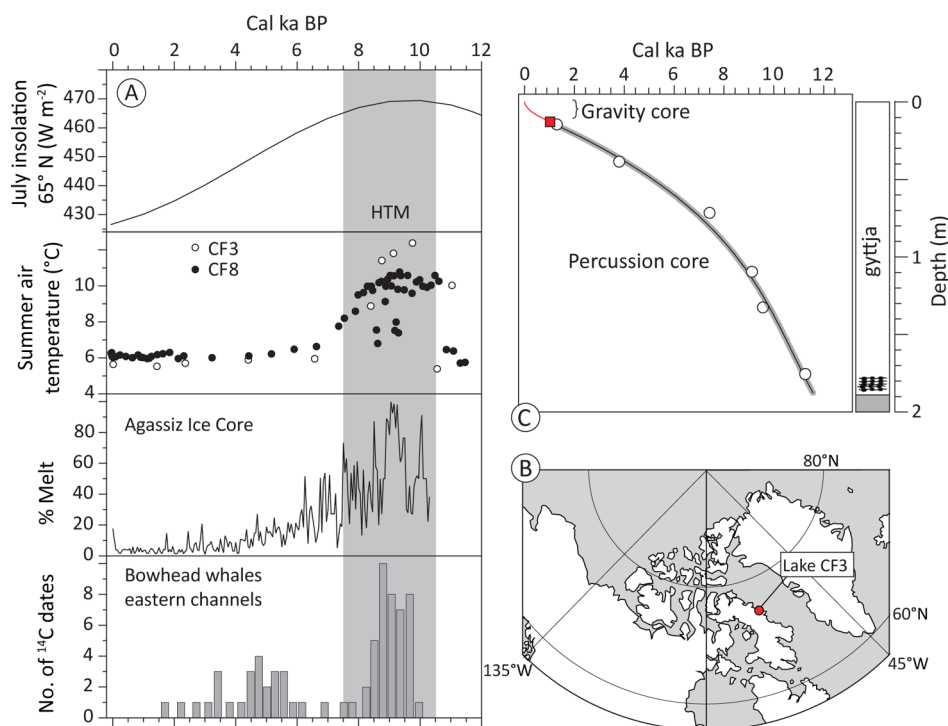 Cal ka BP
0 2 4 6 8 10 12
A
July insolation
65° N (W m⁻²)
470
460
450
440
430
HTM
Summer air
temperature (°C)
10
8
6
4
CF3
CF8
% Melt
80
60
40
20
0
Agassiz Ice Core
No. of ¹⁴C dates
8
6
4
2
0
Bowhead whales
eastern channels
Cal ka BP
0 2 4 6 8 10 12
Gravity core
Percussion core
gyttja
0
1
2
Depth (m)
C
B
80°N
Lake CF3
60°N
45°W
135°W